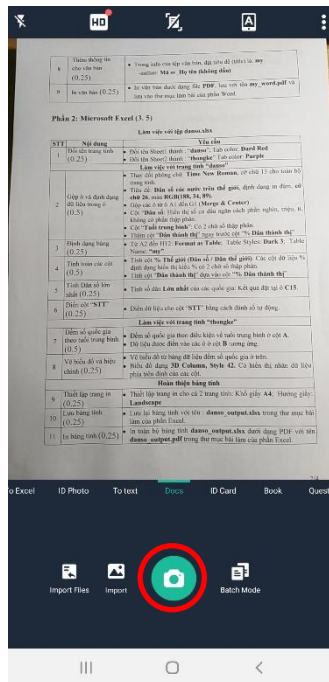 HD
A
8 Thêm thông tin cho văn bản (0.25)
• Trong info của tệp văn bản, đặt tiêu đề (title) là: my
-author: Mã
Họ tên (không dấu)
9 In văn bản (0.25)
• In văn bản dưới dạng file PDF, lưu với tên my_word.pdf và
lưu vào thư mục làm bài của phần Word.
Phần 2: Microsoft Excel (3. 5)
Làm việc với tệp danso.xlsx
STT Nội dung Yêu cầu
1 Đổi tên trang tính (0.25)
• Đổi tên Sheet1 thành : "danso"; Tab color: Dard Red
• Đổi tên Sheet2 thành : "thongke" Tab color: Purple
Làm việc với trang tính "danso"
2 Gộp ô và định dạng dữ liệu trong ô (0.5)
• Thay đổi phông chữ Time New Roman, cỡ chữ 15 cho toàn bộ
trang tính.
• Tiêu đề: Dân số các nước trên thế giới, định dạng in đậm, cỡ
chữ 26, màu RGB(188, 34, 89).
• Gộp các ô từ A1 đến G1 (Merge & Center)
• Cột "Dân số: Hiển thị số có dấu ngăn cách phần nghìn, triệu, tỉ.
Không có phần thập phân.
• Cột "Tuổi trung bình": Có 2 chữ số thập phân.
• Thêm cột "Dân thành thị" ngay trước cột "% Dân thành thị"
3 Định dạng bảng (0.25)
• Từ A2 đến H12: Format as Table; Table Styles: Dark 3; Table
Name: "my"
4 Tính toán các cột (0.5)
• Tính cột % Thế giới (Dân số / Dân thế giới). Các cột dữ liệu %
định dạng hiển thị kiểu % có 2 chữ số thập phân.
• Tính cột "Dân thành thị" dựa vào cột "% Dân thành thị"
5 Tính Dân số lớn nhất (0.25)
• Tính số dân Lớn nhất của các quốc gia: Kết quả đặt tại ô C15.
6 Điền cột "STT" (0.25)
• Điền dữ liệu cho cột "STT" bằng cách đánh số tự động.
Làm việc với trang tính "thongke"
7 Đếm số quốc gia theo tuổi trung bình (0.5)
• Đếm số quốc gia theo điều kiện về tuổi trung bình ở cột A.
• Dữ liệu được điền vào các ô ở cột B tương ứng.
8 Vẽ biểu đồ và hiệu chỉnh (0.25)
• Vẽ biểu đồ từ bảng dữ liệu đếm số quốc gia ở trên.
• Biểu đồ dạng 3D Column, Style 42. Có hiển thị nhãn dữ liệu
phía trên đỉnh của các cột.
Hoàn thiện bảng tính
9 Thiết lập trang in (0.25)
• Thiết lập trang in cho cả 2 trang tính: Khổ giấy A4; Hướng giấy:
Landscape
10 Lưu bảng tính (0.25)
• Lưu lại bảng tính với tên : danso_output.xlsx trong thư mục bài
làm của phần Excel.
11 In bảng tính (0.25)
• In toàn bộ bảng tính danso_output.xlsx dưới dạng PDF với tên
danso_output.pdf trong thư mục bài làm của phần Excel.
2/4
To Excel ID Photo To text Docs ID Card Book Quest
Import Files Import Batch Mode